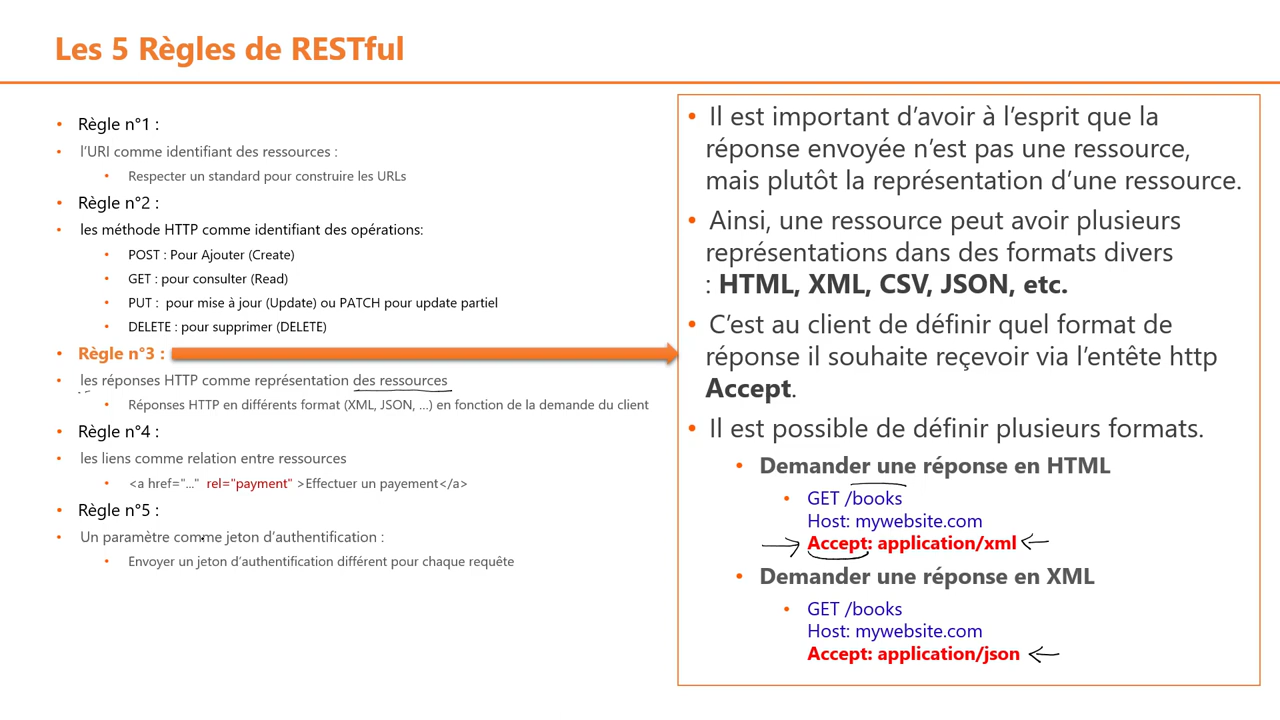 Les 5 Règles de RESTful
• Règle n°1 :
• l’URI comme identifiant des ressources :
• Respecter un standard pour construire les URLs
• Règle n°2 :
• les méthode HTTP comme identifiant des opérations:
• POST : Pour Ajouter (Create)
• GET : pour consulter (Read)
• PUT : pour mise à jour (Update) ou PATCH pour update partiel
• DELETE : pour supprimer (DELETE)
• Règle n°3 :
• les réponses HTTP comme représentation des ressources
• Réponses HTTP en différents format (XML, JSON, …) en fonction de la demande du client
• Règle n°4 :
• les liens comme relation entre ressources
• <a href="..." rel="payment" >Effectuer un payement</a>
• Règle n°5 :
• Un paramètre comme jeton d’authentification :
• Envoyer un jeton d’authentification différent pour chaque requête
• Il est important d’avoir à l’esprit que la
réponse envoyée n’est pas une ressource,
mais plutôt la représentation d’une ressource.
• Ainsi, une ressource peut avoir plusieurs
représentations dans des formats divers
: HTML, XML, CSV, JSON, etc.
• C’est au client de définir quel format de
réponse il souhaite reçevoir via l’entête http
Accept.
• Il est possible de définir plusieurs formats.
• Demander une réponse en HTML
• GET /books
Host: mywebsite.com
Accept: application/xml
• Demander une réponse en XML
• GET /books
Host: mywebsite.com
Accept: application/json